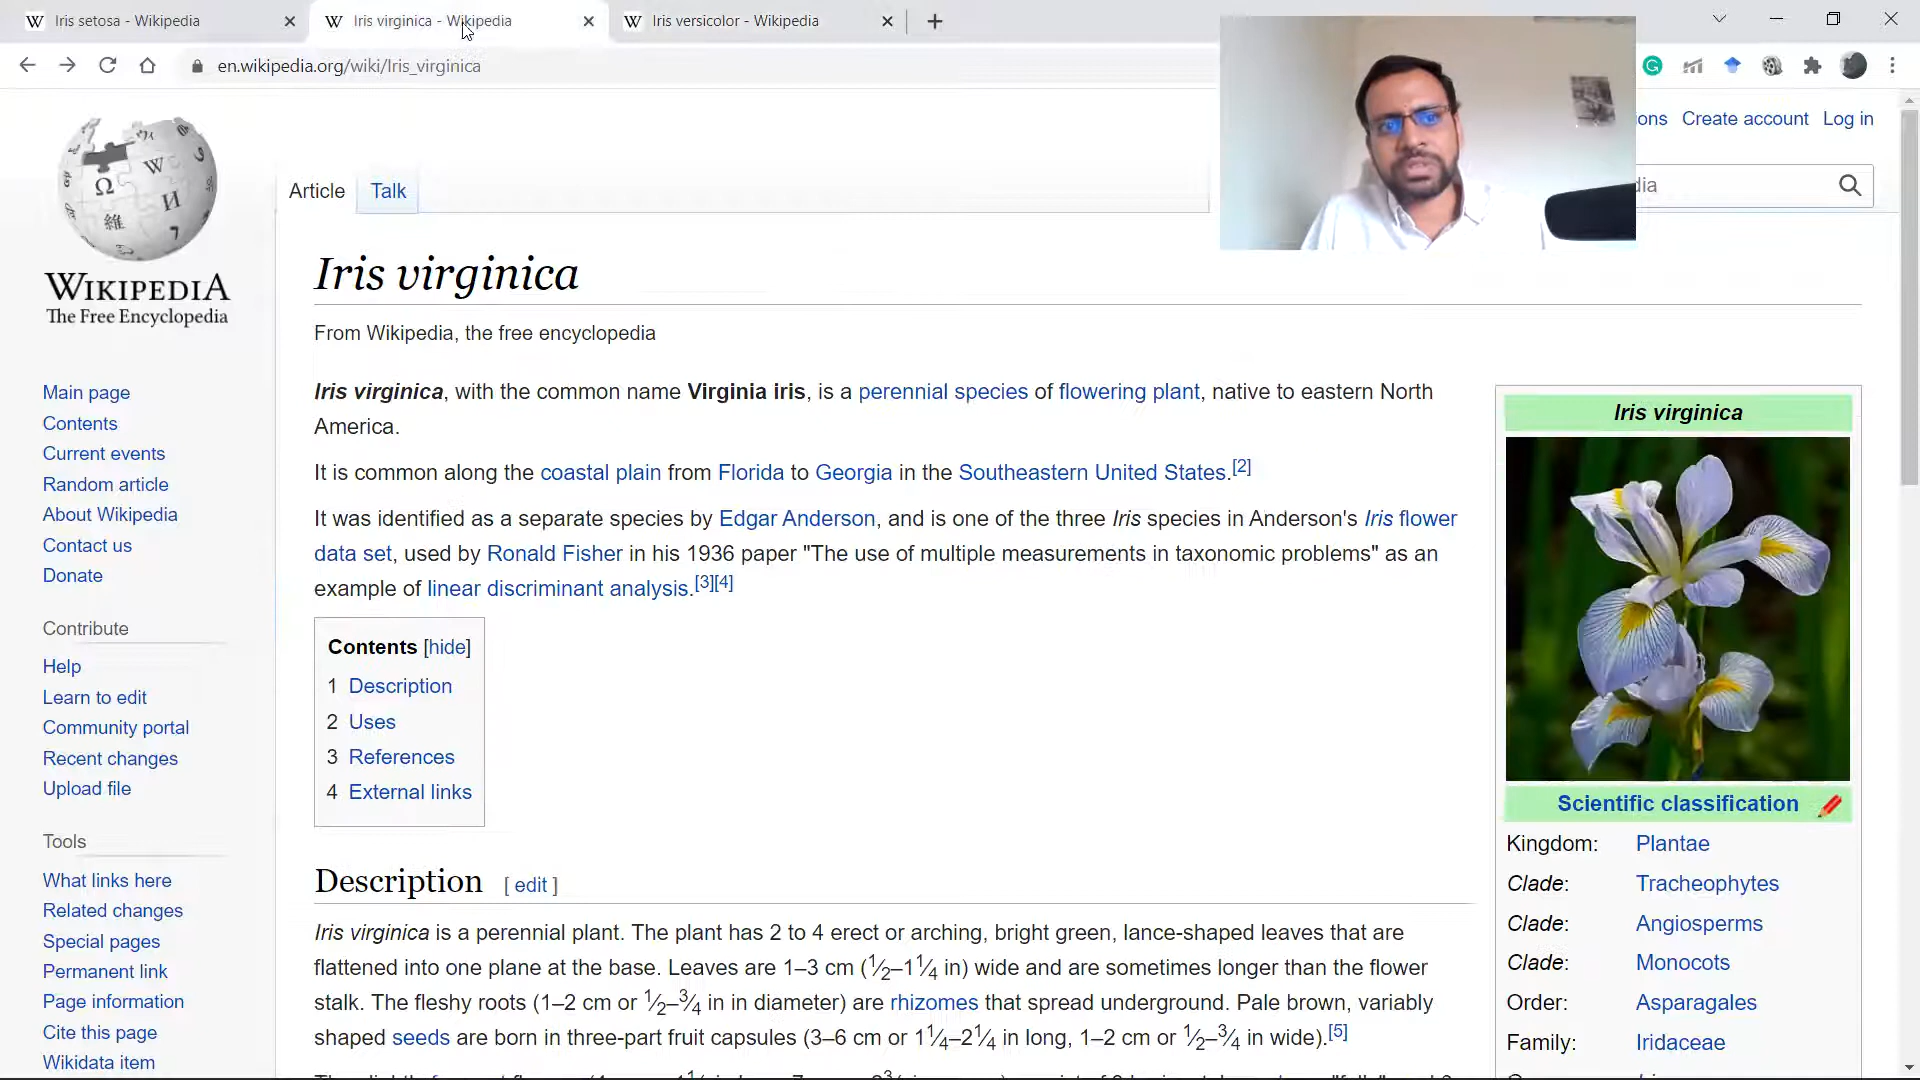 Iris setosa - Wikipedia
Iris virginica - Wikipedia
Iris versicolor - Wikipedia
en.wikipedia.org/wiki/Iris_virginica
Create account Log in
WIKIPEDIA
The Free Encyclopedia
Article Talk
Iris virginica
From Wikipedia, the free encyclopedia
Iris virginica, with the common name Virginia iris, is a perennial species of flowering plant, native to eastern North
America.
It is common along the coastal plain from Florida to Georgia in the Southeastern United States.[2]
It was identified as a separate species by Edgar Anderson, and is one of the three Iris species in Anderson's Iris flower
data set, used by Ronald Fisher in his 1936 paper "The use of multiple measurements in taxonomic problems" as an
example of linear discriminant analysis.[3][4]
Contents [hide]
1 Description
2 Uses
3 References
4 External links
Description [ edit ]
Iris virginica is a perennial plant. The plant has 2 to 4 erect or arching, bright green, lance-shaped leaves that are
flattened into one plane at the base. Leaves are 1–3 cm (1⁄2–1 1⁄4 in) wide and are sometimes longer than the flower
stalk. The fleshy roots (1–2 cm or 1⁄2–3⁄4 in in diameter) are rhizomes that spread underground. Pale brown, variably
shaped seeds are born in three-part fruit capsules (3–6 cm or 1 1⁄4–2 1⁄4 in long, 1–2 cm or 1⁄2–3⁄4 in wide).[5]
Main page
Contents
Current events
Random article
About Wikipedia
Contact us
Donate
Contribute
Help
Learn to edit
Community portal
Recent changes
Upload file
Tools
What links here
Related changes
Special pages
Permanent link
Page information
Cite this page
Wikidata item
Iris virginica
Scientific classification
Kingdom: Plantae
Clade: Tracheophytes
Clade: Angiosperms
Clade: Monocots
Order: Asparagales
Family: Iridaceae